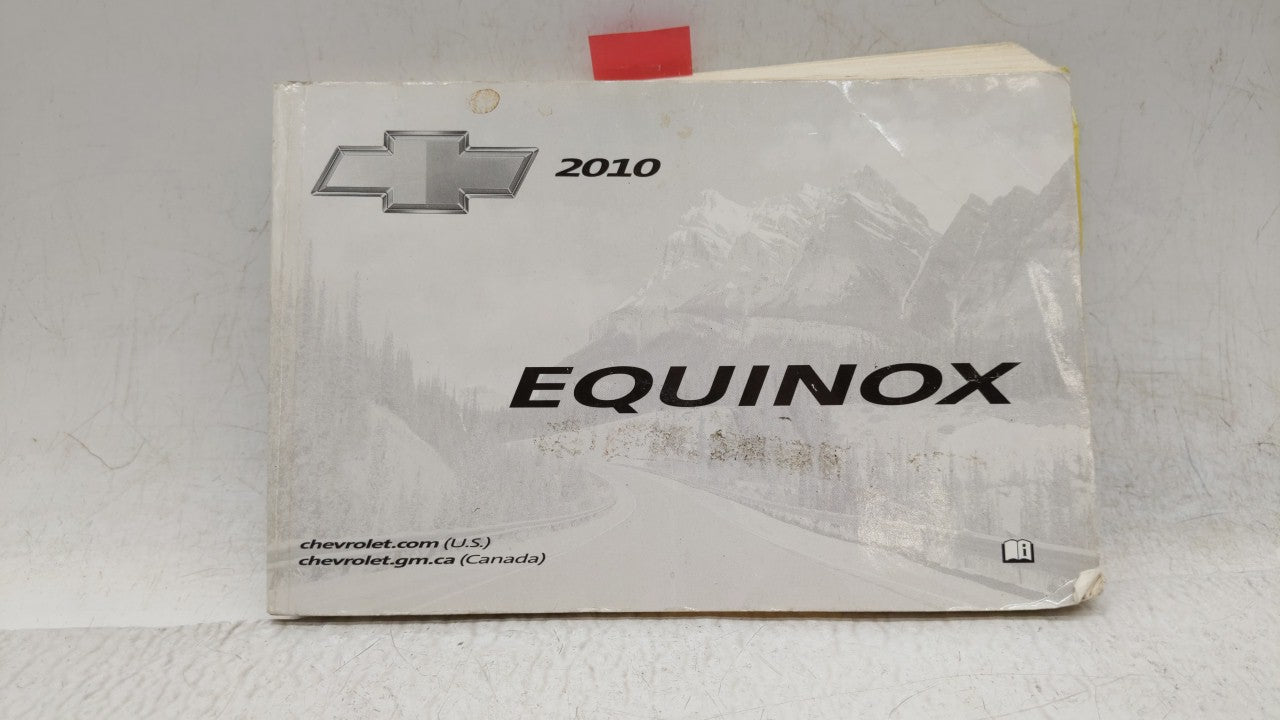 2010
EQUINOX
chevrolet.com (U.S.)
chevrolet.gm.ca (Canada)
i